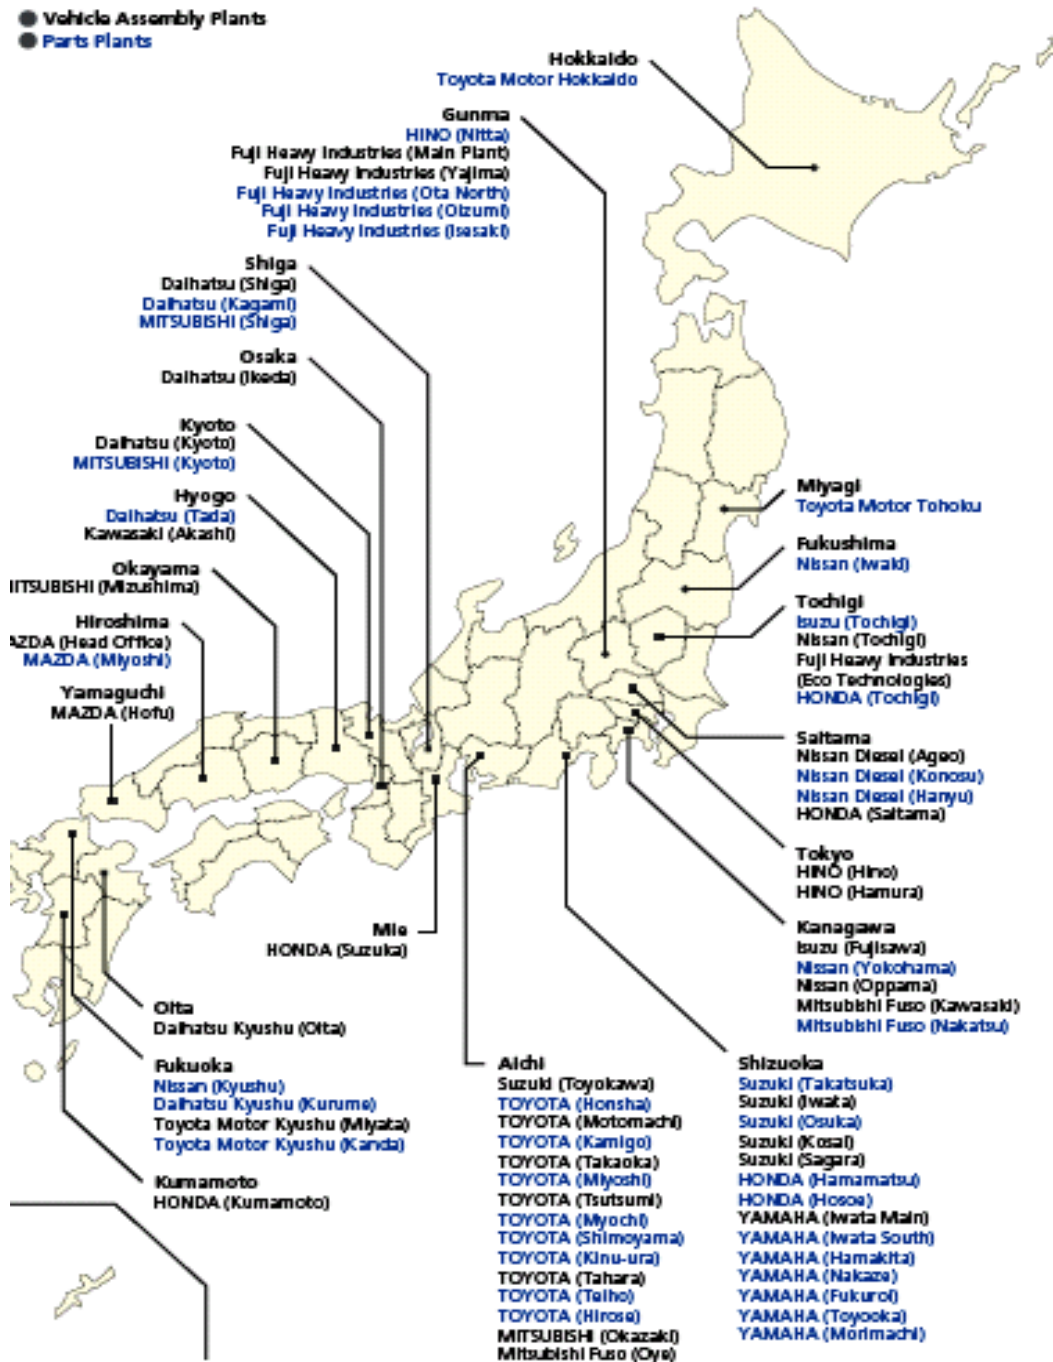 Vehicle Assembly Plants
Parts Plants
Hokkaido
Toyota Motor Hokkaido
Gunma
HINO (Nitta)
Fuji Heavy Industries (Main Plant)
Fuji Heavy Industries (Yajima)
Fuji Heavy Industries (Ota North)
Fuji Heavy Industries (Oizumi)
Fuji Heavy Industries (Isesaki)
Shiga
Daihatsu (Shiga)
Daihatsu (Kagami)
MITSUBISHI (Shiga)
Osaka
Daihatsu (Ikeda)
Kyoto
Daihatsu (Kyoto)
MITSUBISHI (Kyoto)
Hyogo
Daihatsu (Tada)
Kawasaki (Akashi)
Okayama
ITSUBISHI (Mizushima)
Hiroshima
AZDA (Head Office)
MAZDA (Miyoshi)
Yamaguchi
MAZDA (Hofu)
Miyagi
Toyota Motor Tohoku
Fukushima
Nissan (Iwaki)
Tochigi
Isuzu (Tochigi)
Nissan (Tochigi)
Fuji Heavy Industries
(Eco Technologies)
HONDA (Tochigi)
Saitama
Nissan Diesel (Ageo)
Nissan Diesel (Konosu)
Nissan Diesel (Hanyu)
HONDA (Saitama)
Tokyo
HINO (Hino)
HINO (Hamura)
Kanagawa
Isuzu (Fujisawa)
Nissan (Yokohama)
Nissan (Oppama)
Mitsubishi Fuso (Kawasaki)
Mitsubishi Fuso (Nakatsu)
Mie
HONDA (Suzuka)
Oita
Daihatsu Kyushu (Oita)
Fukuoka
Nissan (Kyushu)
Daihatsu Kyushu (Kurume)
Toyota Motor Kyushu (Miyata)
Toyota Motor Kyushu (Kanda)
Kumamoto
HONDA (Kumamoto)
Aichi
Suzuki (Toyokawa)
TOYOTA (Honsha)
TOYOTA (Motomachi)
TOYOTA (Kamigo)
TOYOTA (Takaoka)
TOYOTA (Miyoshi)
TOYOTA (Tsutsumi)
TOYOTA (Myochi)
TOYOTA (Shimoyama)
TOYOTA (Kinu-ura)
TOYOTA (Tahara)
TOYOTA (Teiho)
TOYOTA (Hirose)
MITSUBISHI (Okazaki)
Mitsubishi Fuso (Oye)
Shizuoka
Suzuki (Takatsuka)
Suzuki (Iwata)
Suzuki (Osuka)
Suzuki (Kosai)
Suzuki (Sagara)
HONDA (Hamamatsu)
HONDA (Hosoe)
YAMAHA (Iwata Main)
YAMAHA (Iwata South)
YAMAHA (Hamakita)
YAMAHA (Nakaze)
YAMAHA (Fukuroi)
YAMAHA (Toyooka)
YAMAHA (Morimachi)